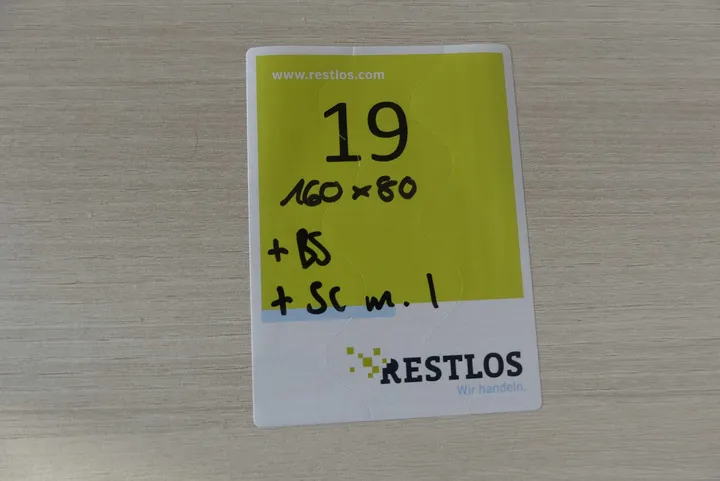 www.restlos.com
19
160 x 80
+ BS
+ SC m. l
RESTLOS
Wir handeln.